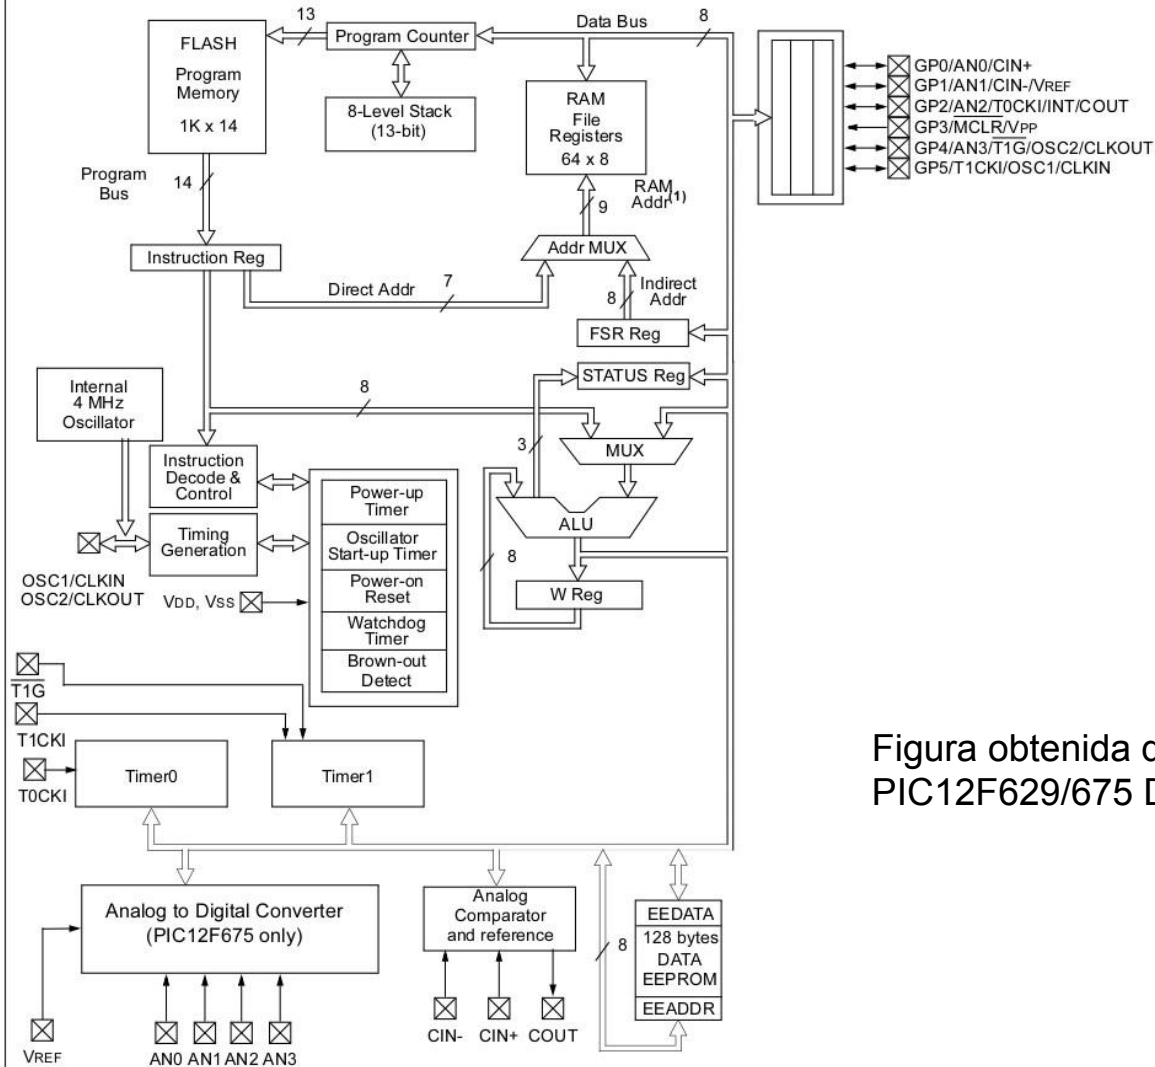 13
Data Bus
8
FLASH
Program
Memory
1K x 14
Program Counter
8-Level Stack
(13-bit)
RAM
File
Registers
64 x 8
GP0/AN0/CIN+
GP1/AN1/CIN-/VREF
GP2/AN2/T0CKI/INT/COUT
GP3/MCLR/VPP
GP4/AN3/T1G/OSC2/CLKOUT
GP5/T1CKI/OSC1/CLKIN
Program
Bus
14
RAM
Addr(1)
9
Addr MUX
Instruction Reg
Direct Addr
7
Indirect
Addr
8
FSR Reg
STATUS Reg
Internal
4 MHz
Oscillator
8
3
MUX
Instruction
Decode &
Control
Power-up
Timer
ALU
Timing
Generation
Oscillator
Start-up Timer
8
OSC1/CLKIN
OSC2/CLKOUT
VDD, VSS
Power-on
Reset
W Reg
Watchdog
Timer
Brown-out
Detect
T1G
T1CKI
T0CKI
Timer0
Timer1
Figura obtenida
PIC12F629/675
Analog to Digital Converter
(PIC12F675 only)
Analog
Comparator
and reference
8
EEDATA
128 bytes
DATA
EEPROM
EEADDR
VREF
AN0 AN1 AN2 AN3
CIN- CIN+ COUT